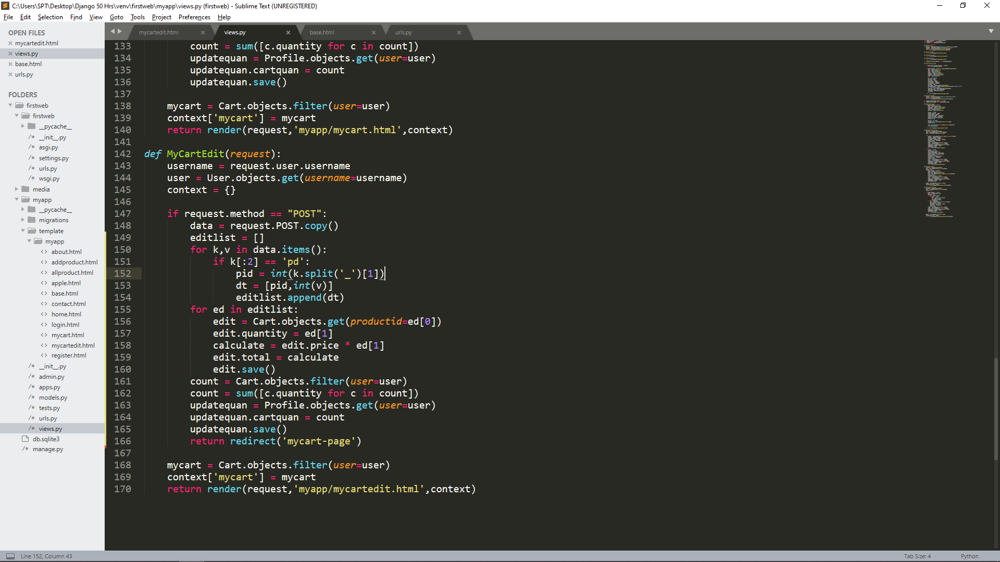 C:\Users\SPT\Desktop\Django 50 Hrs\venv\firstweb\myapp\views.py (firstweb) - Sublime Text (UNREGISTERED)
File Edit Selection Find View Goto Tools Project Preferences Help
OPEN FILES
mycartedit.html
views.py
base.html
urls.py
FOLDERS
firstweb
firstweb
__pycache__
__init__.py
asgi.py
settings.py
urls.py
wsgi.py
media
myapp
__pycache__
migrations
template
myapp
about.html
addproduct.html
allproduct.html
apple.html
base.html
contact.html
home.html
login.html
mycart.html
mycartedit.html
register.html
__init__.py
admin.py
apps.py
models.py
tests.py
urls.py
views.py
db.sqlite3
manage.py
mycartedit.html views.py base.html urls.py
133 count = sum([c.quantity for c in count])
134 updatequan = Profile.objects.get(user=user)
135 updatequan.cartquan = count
136 updatequan.save()
137
138 mycart = Cart.objects.filter(user=user)
139 context['mycart'] = mycart
140 return render(request,'myapp/mycart.html',context)
141
142 def MyCartEdit(request):
143 username = request.user.username
144 user = User.objects.get(username=username)
145 context = {}
146
147 if request.method == "POST":
148 data = request.POST.copy()
149 editlist = []
150 for k,v in data.items():
151 if k[:2] == 'pd':
152 pid = int(k.split('_')[1])
153 dt = [pid,int(v)]
154 editlist.append(dt)
155 for ed in editlist:
156 edit = Cart.objects.get(productid=ed[0])
157 edit.quantity = ed[1]
158 calculate = edit.price * ed[1]
159 edit.total = calculate
160 edit.save()
161 count = Cart.objects.filter(user=user)
162 count = sum([c.quantity for c in count])
163 updatequan = Profile.objects.get(user=user)
164 updatequan.cartquan = count
165 updatequan.save()
166 return redirect('mycart-page')
167
168 mycart = Cart.objects.filter(user=user)
169 context['mycart'] = mycart
170 return render(request,'myapp/mycartedit.html',context)
Line 152, Column 43 Tab Size: 4 Python